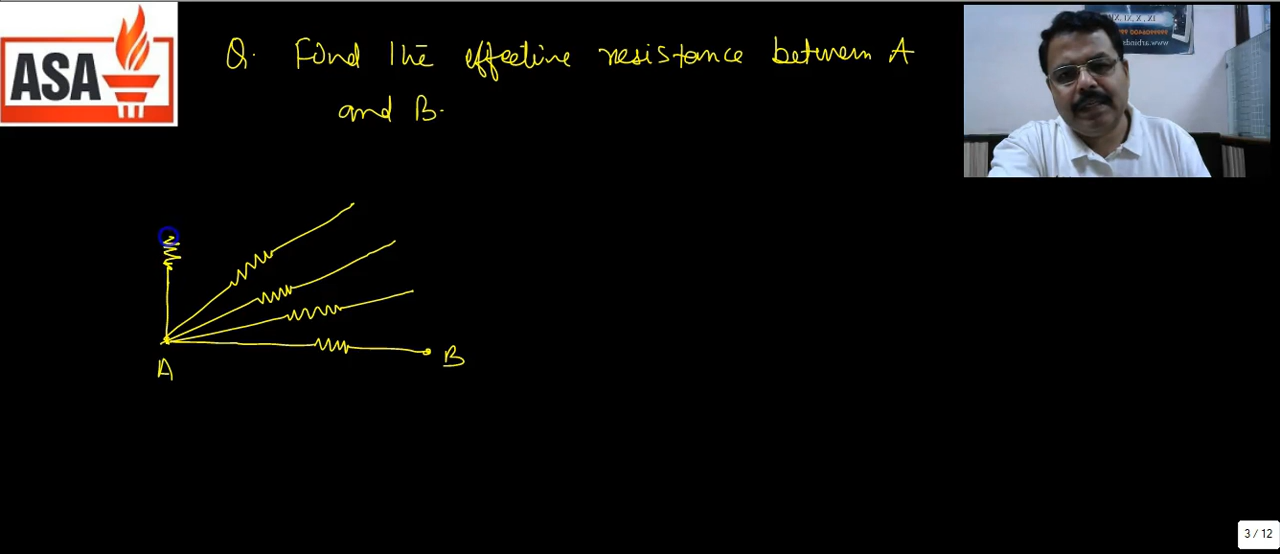 ASA
Q. Find the effective resistance between A
and B.
A
B
3 / 12